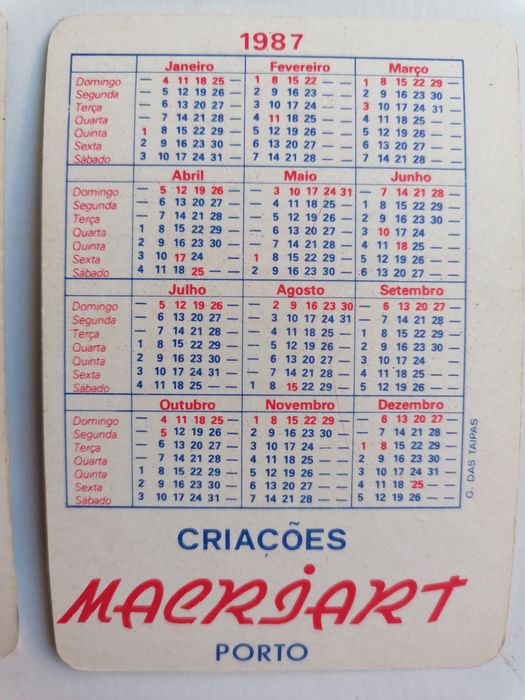 1987
Janeiro Fevereiro Março
Domingo — 4 11 18 25 — 1 8 15 22 — 1 8 15 22 29
Segunda — 5 12 19 26 — 2 9 16 23 — 2 9 16 23 30
Terça — 6 13 20 27 — 3 10 17 24 — 3 10 17 24 31
Quarta — 7 14 21 28 — 4 11 18 25 — 4 11 18 25 —
Quinta 1 8 15 22 29 — 5 12 19 26 — 5 12 19 26 —
Sexta 2 9 16 23 30 — 6 13 20 27 — 6 13 20 27 —
Sábado 3 10 17 24 31 — 7 14 21 28 — 7 14 21 28 —
Abril Maio Junho
Domingo — 5 12 19 26 — — 3 10 17 24 31 — 7 14 21 28 —
Segunda — 6 13 20 27 — — 4 11 18 25 — 1 8 15 22 29 —
Terça — 7 14 21 28 — — 5 12 19 26 — 2 9 16 23 30 —
Quarta 1 8 15 22 29 — — 6 13 20 27 — 3 10 17 24 — —
Quinta 2 9 16 23 30 — — 7 14 21 28 — 4 11 18 25 — —
Sexta 3 10 17 24 — 1 8 15 22 29 — 5 12 19 26 — —
Sábado 4 11 18 25 — — 2 9 16 23 30 — 6 13 20 27 — —
Julho Agosto Setembro
Domingo — 5 12 19 26 — — 2 9 16 23 30 — 6 13 20 27 —
Segunda — 6 13 20 27 — — 3 10 17 24 31 — 7 14 21 28 —
Terça — 7 14 21 28 — — 4 11 18 25 — 1 8 15 22 29 —
Quarta 1 8 15 22 29 — — 5 12 19 26 — 2 9 16 23 30 —
Quinta 2 9 16 23 30 — — 6 13 20 27 — 3 10 17 24 — —
Sexta 3 10 17 24 31 — — 7 14 21 28 — 4 11 18 25 — —
Sábado 4 11 18 25 — — 1 8 15 22 29 — 5 12 19 26 — —
Outubro Novembro Dezembro
Domingo — 4 11 18 25 — 1 8 15 22 29 — — 6 13 20 27 —
Segunda — 5 12 19 26 — 2 9 16 23 30 — — 7 14 21 28 —
Terça — 6 13 20 27 — 3 10 17 24 — — 1 8 15 22 29 —
Quarta — 7 14 21 28 — 4 11 18 25 — — 2 9 16 23 30 —
Quinta 1 8 15 22 29 — 5 12 19 26 — — 3 10 17 24 31 —
Sexta 2 9 16 23 30 — 6 13 20 27 — — 4 11 18 25 — —
Sábado 3 10 17 24 31 — 7 14 21 28 — — 5 12 19 26 — —
G. DAS TAIPAS
CRIACÕES
MACRIART
PORTO